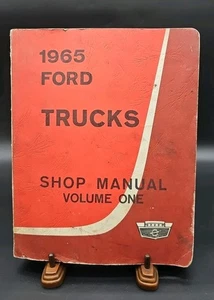 1965
FORD
TRUCKS
SHOP MANUAL
VOLUME ONE